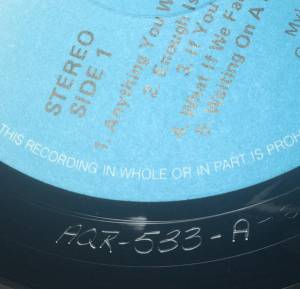 STEREO
SIDE 1
1. Anything You
2. Enough Is
3. If You
4. What If We Fa
5. Waiting On A
THIS RECORDING IN WHOLE OR IN PART IS PROH
AQR-533-A